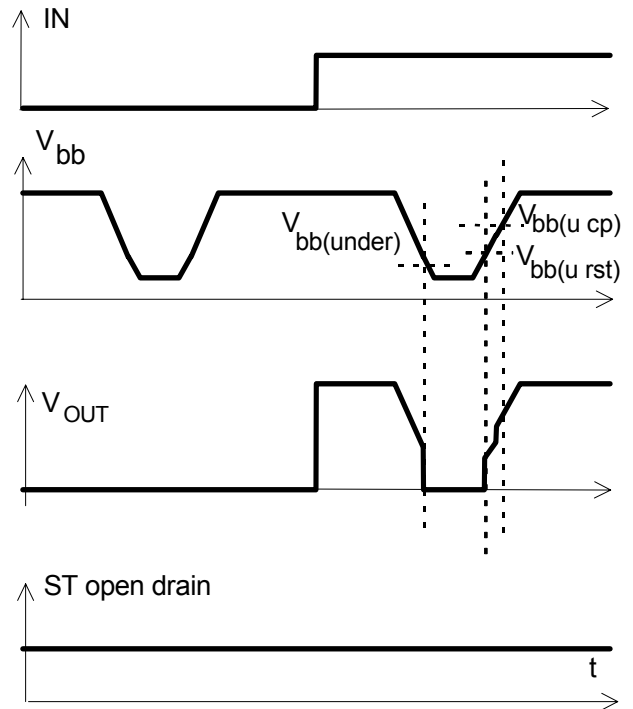 IN
V bb
V bb(under)
V bb(u cp)
V bb(u rst)
V OUT
ST open drain
t